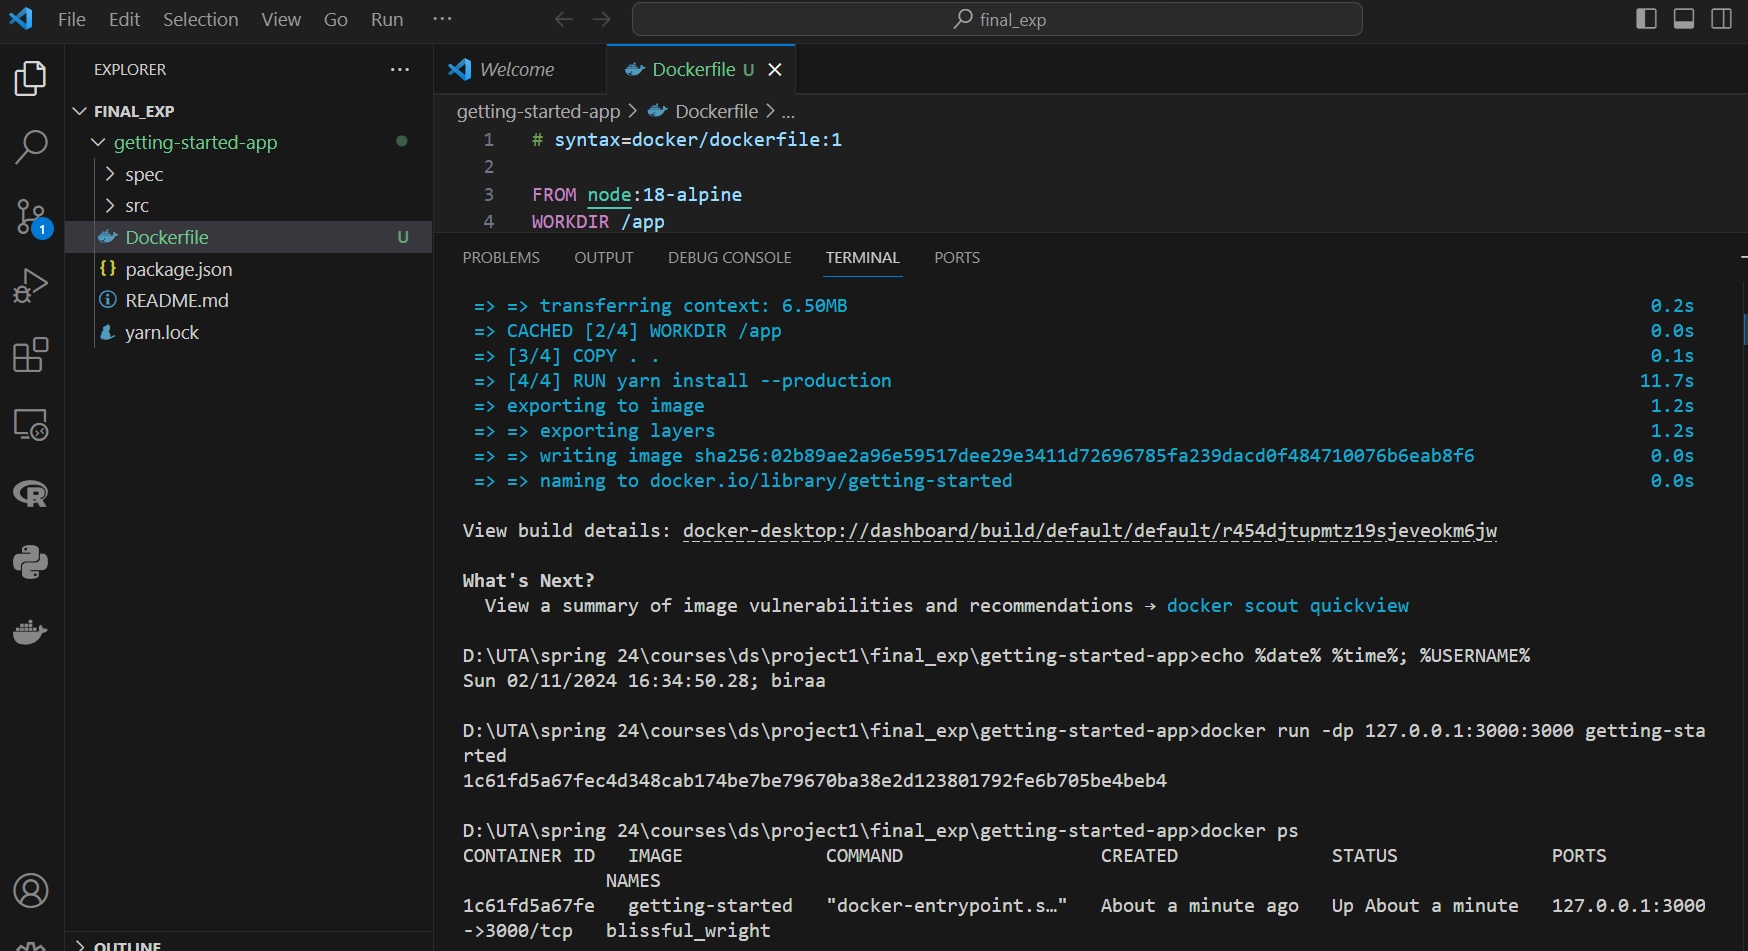 File Edit Selection View Go Run ···
final_exp
EXPLORER ···
FINAL_EXP
getting-started-app
spec
src
Dockerfile U
package.json
README.md
yarn.lock
OUTLINE
1
Welcome
Dockerfile U
getting-started-app > Dockerfile > ...
1 # syntax=docker/dockerfile:1
2
3 FROM node:18-alpine
4 WORKDIR /app
PROBLEMS OUTPUT DEBUG CONSOLE TERMINAL PORTS
=> => transferring context: 6.50MB 0.2s
=> CACHED [2/4] WORKDIR /app 0.0s
=> [3/4] COPY . . 0.1s
=> [4/4] RUN yarn install --production 11.7s
=> exporting to image 1.2s
=> => exporting layers 1.2s
=> => writing image sha256:02b89ae2a96e59517dee29e3411d72696785fa239dacd0f484710076b6eab8f6 0.0s
=> => naming to docker.io/library/getting-started 0.0s
View build details: docker-desktop://dashboard/build/default/default/r454djtupmtz19sjeveokm6jw
What's Next?
View a summary of image vulnerabilities and recommendations → docker scout quickview
D:\UTA\spring 24\courses\ds\project1\final_exp\getting-started-app>echo %date% %time%; %USERNAME%
Sun 02/11/2024 16:34:50.28; biraa
D:\UTA\spring 24\courses\ds\project1\final_exp\getting-started-app>docker run -dp 127.0.0.1:3000:3000 getting-sta
rted
1c61fd5a67fec4d348cab174be7be79670ba38e2d123801792fe6b705be4beb4
D:\UTA\spring 24\courses\ds\project1\final_exp\getting-started-app>docker ps
CONTAINER ID IMAGE COMMAND CREATED STATUS PORTS
NAMES
1c61fd5a67fe getting-started "docker-entrypoint.s…" About a minute ago Up About a minute 127.0.0.1:3000
->3000/tcp blissful_wright